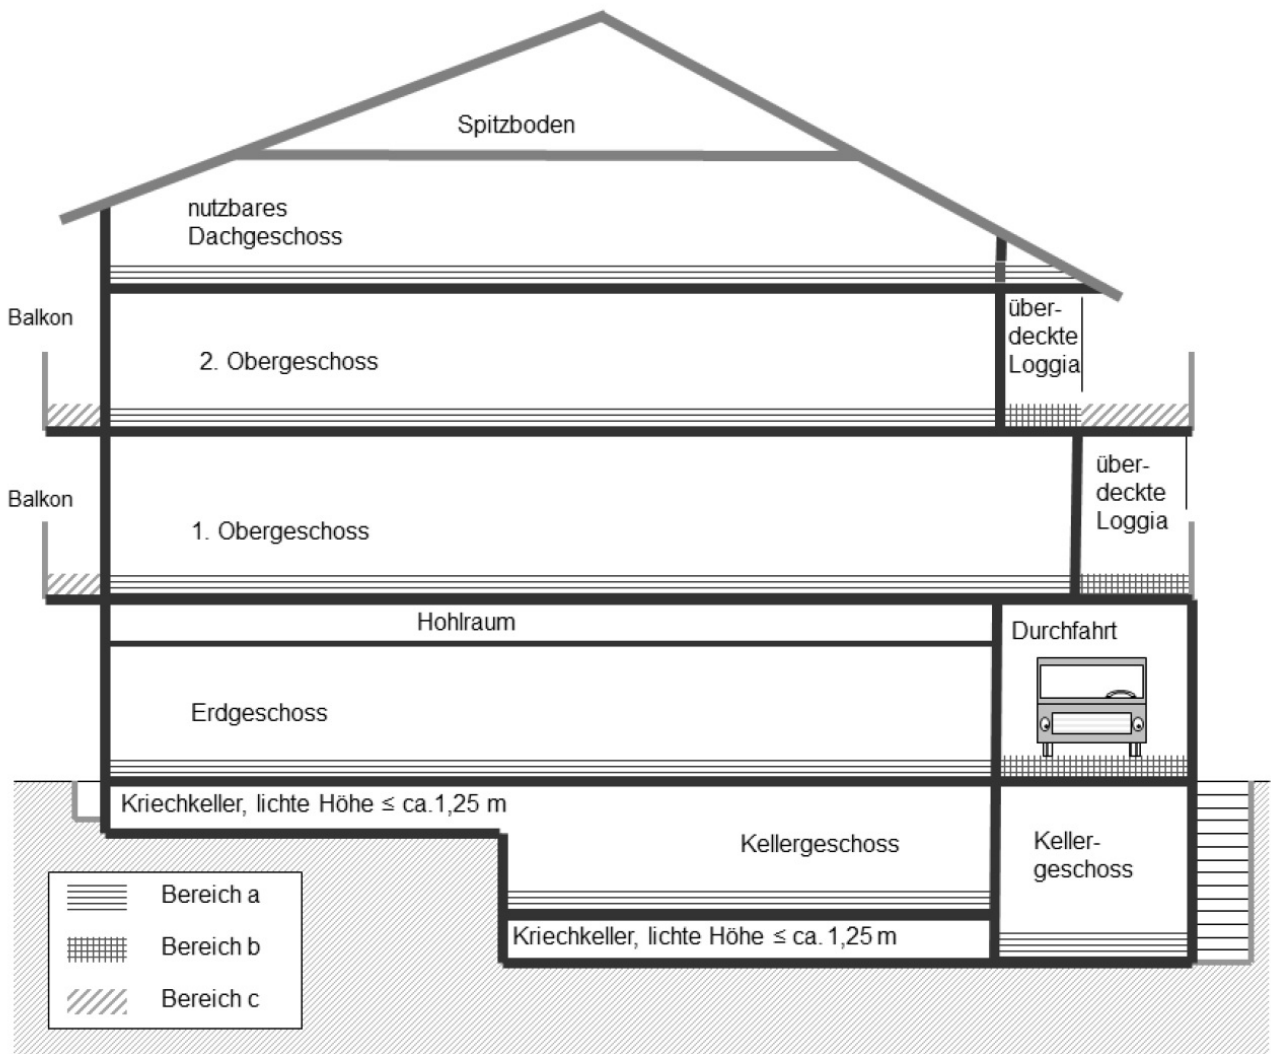 Spitzboden
nutzbares
Dachgeschoss
Balkon
2. Obergeschoss
über-
deckte
Loggia
Balkon
1. Obergeschoss
über-
deckte
Loggia
Hohlraum
Durchfahrt
Erdgeschoss
Kriechkeller, lichte Höhe ≤ ca.1,25 m
Kellergeschoss
Keller-
geschoss
Kriechkeller, lichte Höhe ≤ ca. 1,25 m
Bereich a
Bereich b
Bereich c